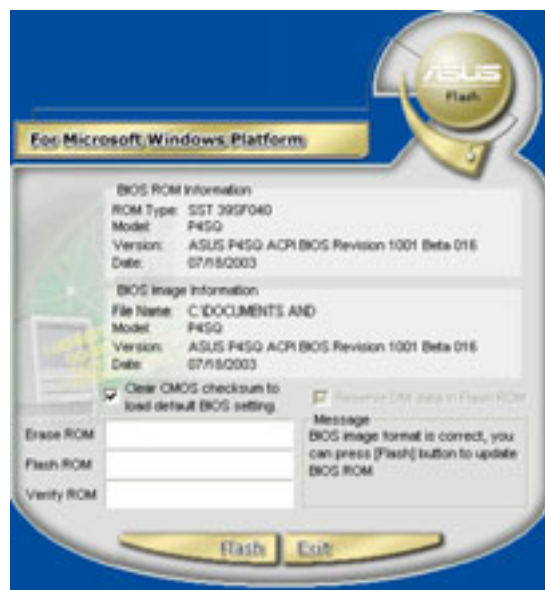 ASUS
Flash
For Microsoft Windows Platform
BIOS ROM Information
ROM Type: SST 39SF040
Model: P4SQ
Version: ASUS P4SQ ACPI BIOS Revision 1001 Beta 016
Date: 07/18/2003
BIOS Image Information
File Name: C:\DOCUMENTS AND
Model: P4SQ
Version: ASUS P4SQ ACPI BIOS Revision 1001 Beta 016
Date: 07/18/2003
Clear CMOS checksum to
load default BIOS setting.
Reserve DMI data in Flash ROM
Erase ROM
Flash ROM
Verify ROM
Message
BIOS image format is correct, you
can press [Flash] button to update
BIOS ROM
Flash
Exit